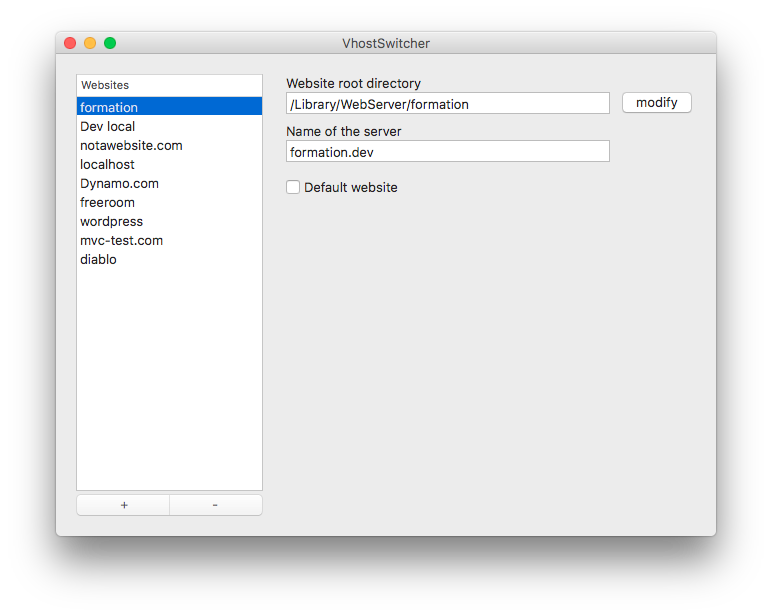 VhostSwitcher
Websites
formation
Dev local
notawebsite.com
localhost
Dynamo.com
freeroom
wordpress
mvc-test.com
diablo
+ -
Website root directory
/Library/WebServer/formation
modify
Name of the server
formation.dev
Default website